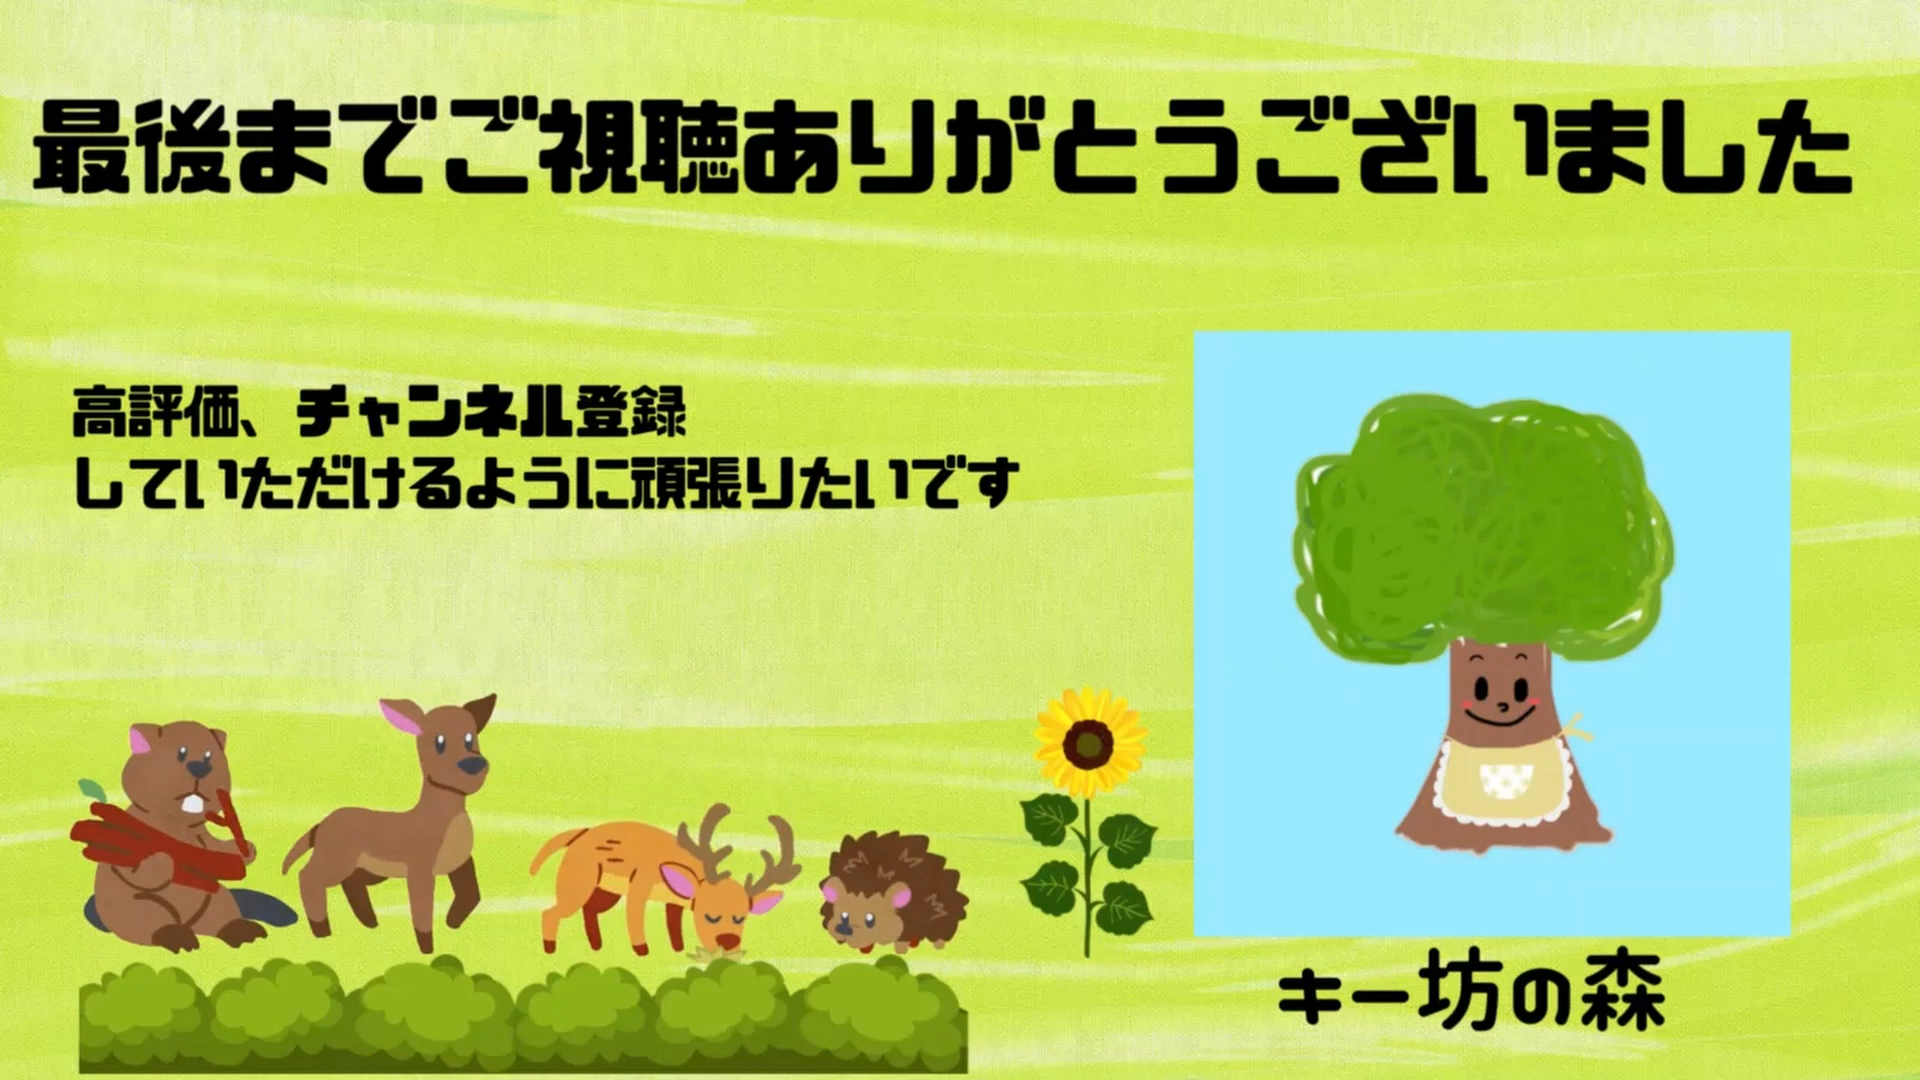 最後までご視聴ありがとうございました
高評価、チャンネル登録
していただけるように頑張りたいです
キー坊の森